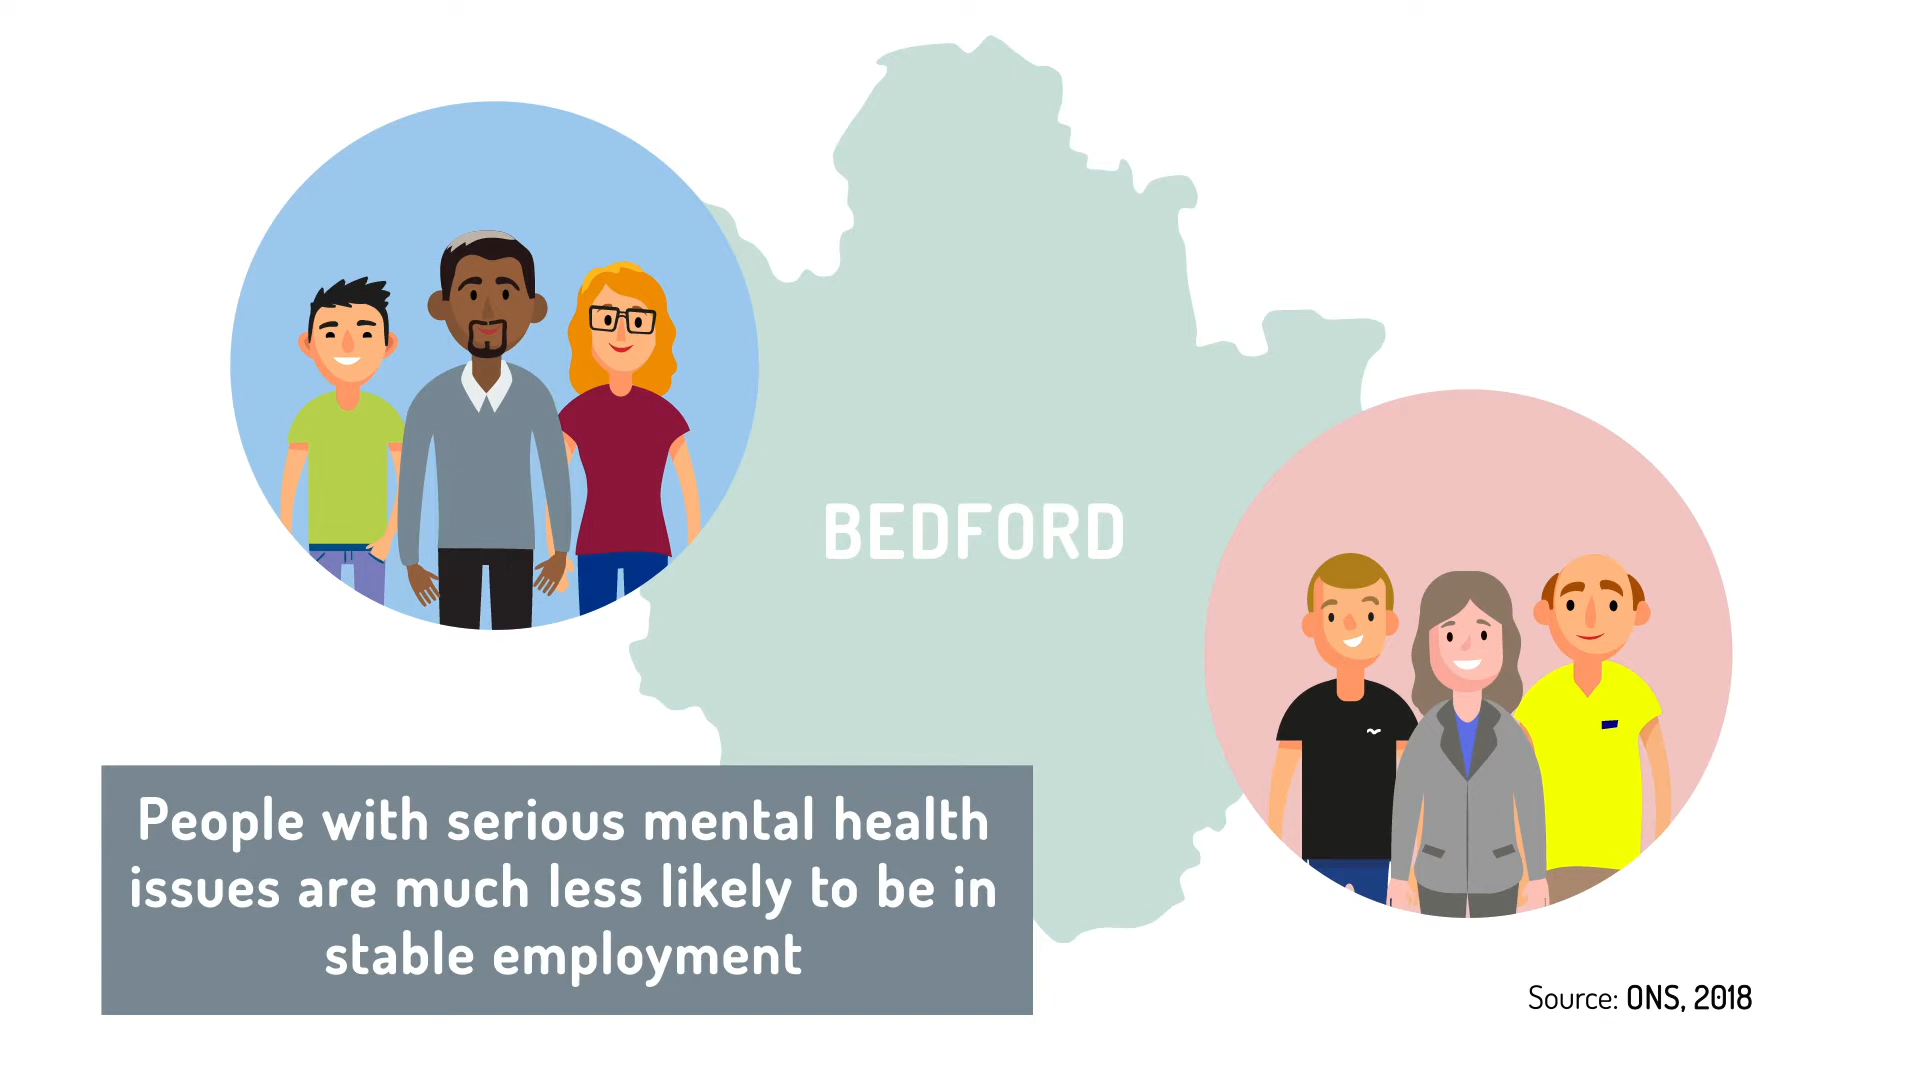 BEDFORD
People with serious mental health
issues are much less likely to be in
stable employment
Source: ONS, 2018